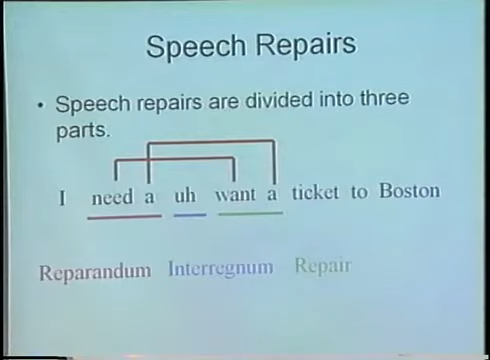 Speech Repairs
• Speech repairs are divided into three
parts.
I need a uh want a ticket to Boston
Reparandum Interregnum Repair